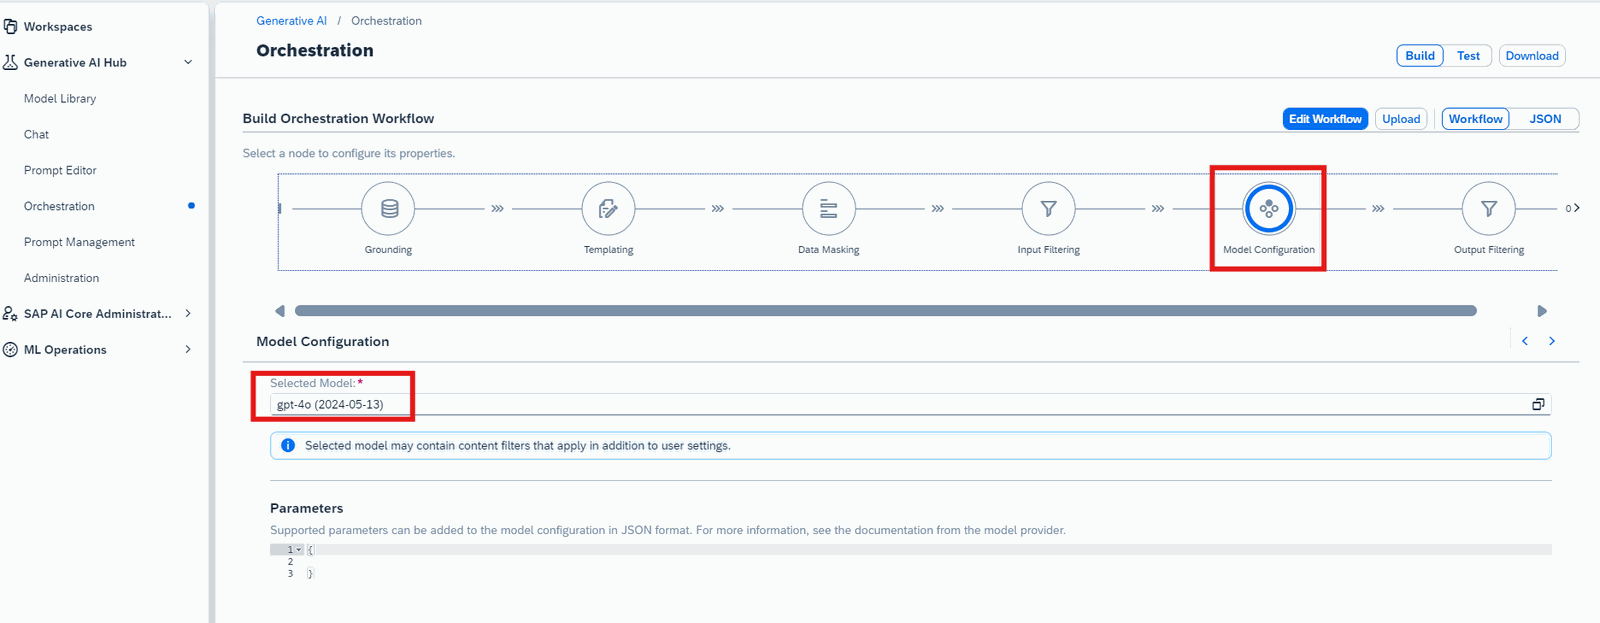 Workspaces
Generative AI Hub
Model Library
Chat
Prompt Editor
Orchestration
Prompt Management
Administration
SAP AI Core Administrat...
ML Operations
Generative AI / Orchestration
Orchestration
Build Test Download
Build Orchestration Workflow
Edit Workflow Upload Workflow JSON
Select a node to configure its properties.
Grounding Templating Data Masking Input Filtering Model Configuration Output Filtering
Model Configuration
Selected Model:*
gpt-4o (2024-05-13)
Selected model may contain content filters that apply in addition to user settings.
Parameters
Supported parameters can be added to the model configuration in JSON format. For more information, see the documentation from the model provider.
1 {
2
3 }